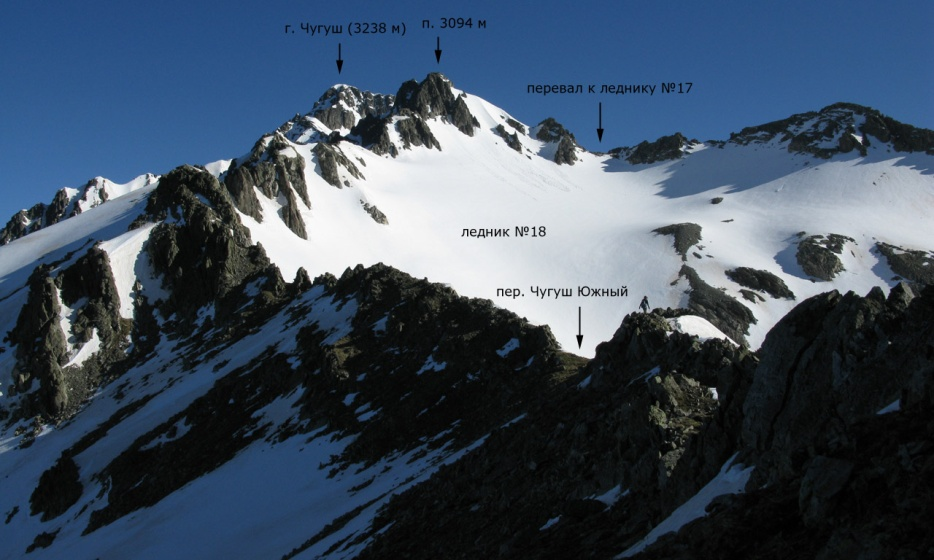 г. Чугуш (3238 м)
п. 3094 м
перевал к леднику №17
ледник №18
пер. Чугуш Южный